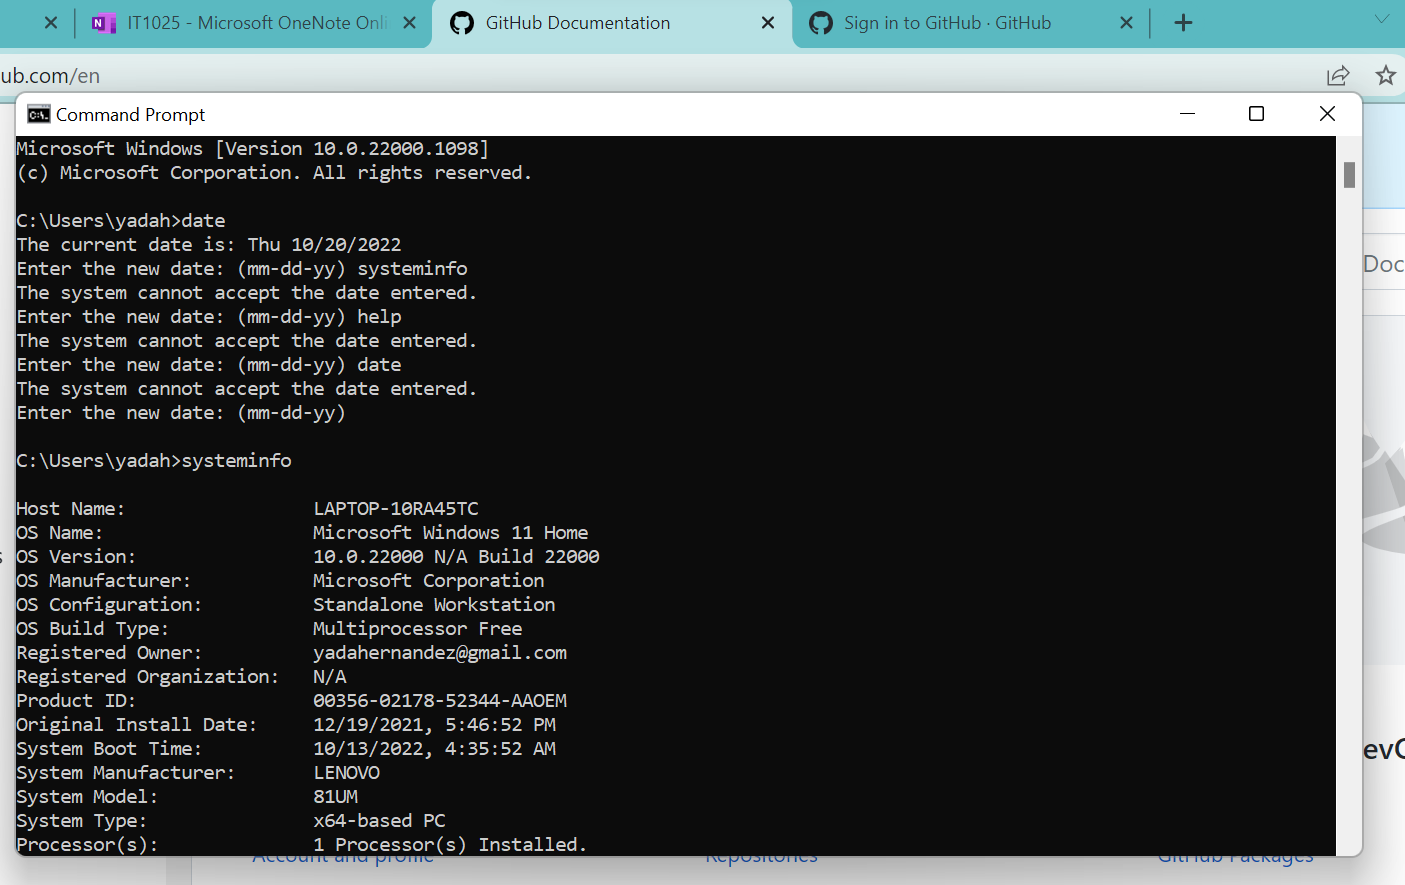 IT1025 - Microsoft OneNote Onli
GitHub Documentation
Sign in to GitHub · GitHub
ub.com/en
Command Prompt
Microsoft Windows [Version 10.0.22000.1098]
(c) Microsoft Corporation. All rights reserved.
C:\Users\yadah>date
The current date is: Thu 10/20/2022
Enter the new date: (mm-dd-yy) systeminfo
The system cannot accept the date entered.
Enter the new date: (mm-dd-yy) help
The system cannot accept the date entered.
Enter the new date: (mm-dd-yy) date
The system cannot accept the date entered.
Enter the new date: (mm-dd-yy)
C:\Users\yadah>systeminfo
Host Name: LAPTOP-10RA45TC
OS Name: Microsoft Windows 11 Home
OS Version: 10.0.22000 N/A Build 22000
OS Manufacturer: Microsoft Corporation
OS Configuration: Standalone Workstation
OS Build Type: Multiprocessor Free
Registered Owner: yadahernandez@gmail.com
Registered Organization: N/A
Product ID: 00356-02178-52344-AAOEM
Original Install Date: 12/19/2021, 5:46:52 PM
System Boot Time: 10/13/2022, 4:35:52 AM
System Manufacturer: LENOVO
System Model: 81UM
System Type: x64-based PC
Processor(s): 1 Processor(s) Installed.
Doc
evO
Account and profile
Repositories
GitHub Packages